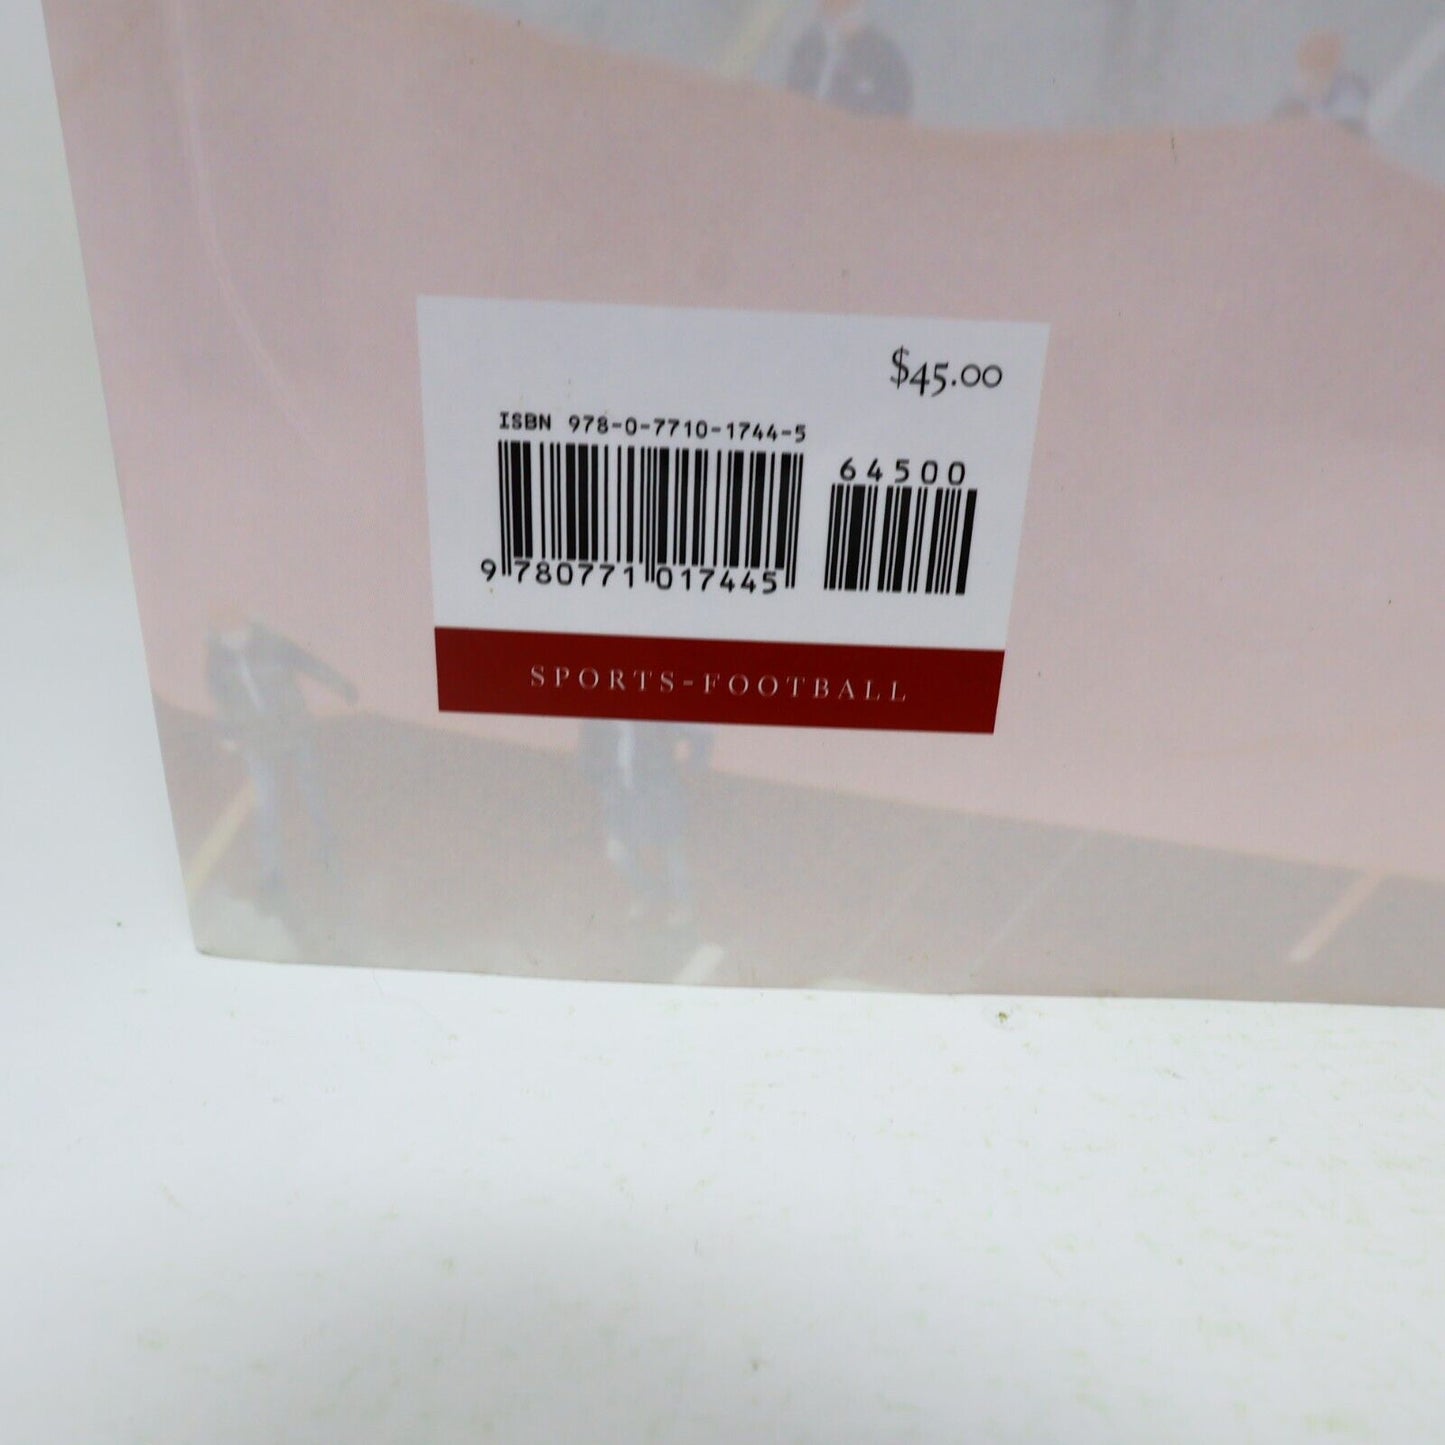 $45.00
ISBN 978-0-7710-1744-5
64500
9 780771 017445
SPORTS-FOOTBALL